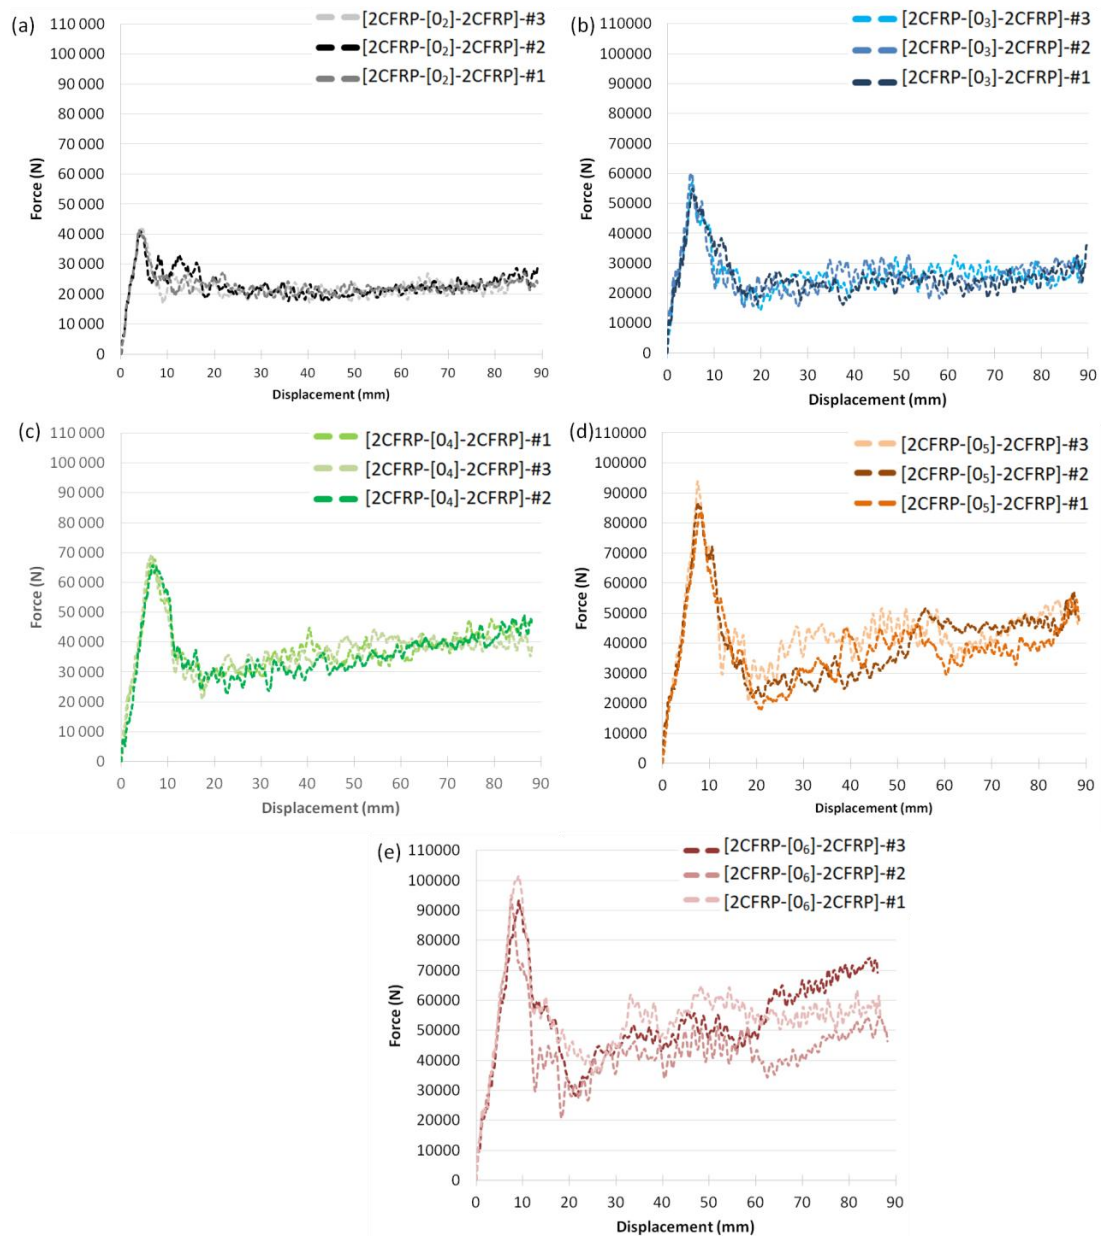 (a)
[2CFRP-[0₂]-2CFRP]-#3
[2CFRP-[0₂]-2CFRP]-#2
[2CFRP-[0₂]-2CFRP]-#1
110 000
100 000
90 000
80 000
70 000
60 000
50 000
40 000
30 000
20 000
10 000
0
Force (N)
0 10 20 30 40 50 60 70 80 90
Displacement (mm)
(b)
[2CFRP-[0₃]-2CFRP]-#3
[2CFRP-[0₃]-2CFRP]-#2
[2CFRP-[0₃]-2CFRP]-#1
110000
100000
90000
80000
70000
60000
50000
40000
30000
20000
10000
0
Force (N)
0 10 20 30 40 50 60 70 80 90
Displacement (mm)
(c)
[2CFRP-[0₄]-2CFRP]-#1
[2CFRP-[0₄]-2CFRP]-#3
[2CFRP-[0₄]-2CFRP]-#2
110 000
100 000
90 000
80 000
70 000
60 000
50 000
40 000
30 000
20 000
10 000
0
Force (N)
0 10 20 30 40 50 60 70 80 90
Displacement (mm)
(d)
[2CFRP-[0₅]-2CFRP]-#3
[2CFRP-[0₅]-2CFRP]-#2
[2CFRP-[0₅]-2CFRP]-#1
110000
100000
90000
80000
70000
60000
50000
40000
30000
20000
10000
0
Force (N)
0 10 20 30 40 50 60 70 80 90
Displacement (mm)
(e)
[2CFRP-[0₆]-2CFRP]-#3
[2CFRP-[0₆]-2CFRP]-#2
[2CFRP-[0₆]-2CFRP]-#1
110000
100000
90000
80000
70000
60000
50000
40000
30000
20000
10000
0
Force (N)
0 10 20 30 40 50 60 70 80 90
Displacement (mm)